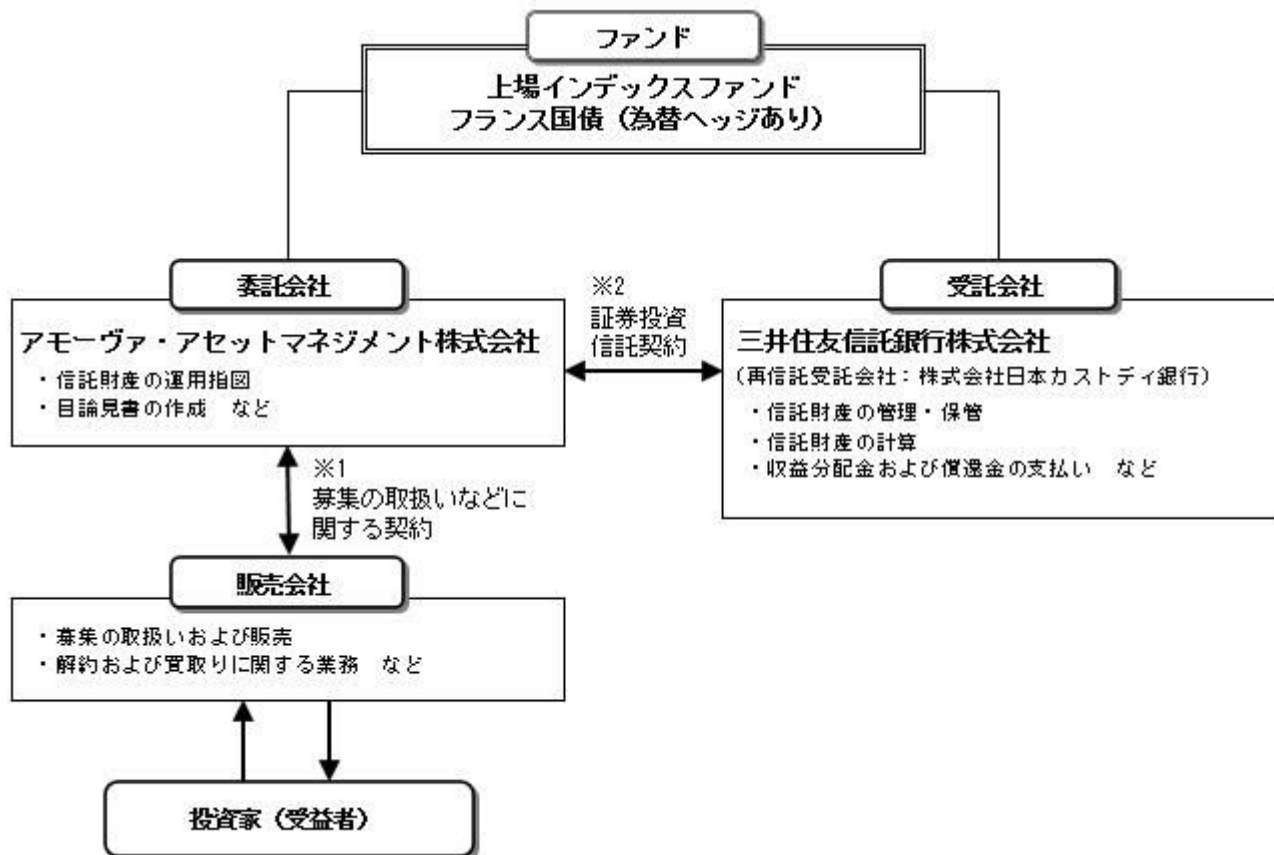 ファンド
上場インデックスファンド
フランス国債（為替ヘッジあり）
委託会社
アモーヴァ・アセットマネジメント株式会社
・信託財産の運用指図
・目論見書の作成　など
※2
証券投資
信託契約
受託会社
三井住友信託銀行株式会社
（再信託受託会社：株式会社日本カストディ銀行）
・信託財産の管理・保管
・信託財産の計算
・収益分配金および償還金の支払い　など
※1
募集の取扱いなどに
関する契約
販売会社
・募集の取扱いおよび販売
・解約および買取りに関する業務　など
投資家（受益者）